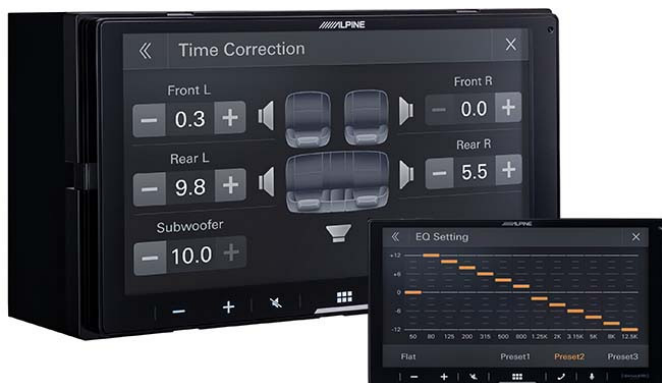 //////ALPINE
Time Correction
X
Front L
− 0.3 +
Front R
− 0.0 +
Rear L
− 9.8 +
Rear R
− 5.5 +
Subwoofer
− 10.0 +
− +
//////ALPINE
EQ Setting
X
+12
+6
0
-6
-12
50 80 125 200 315 500 800 1.25K 2K 3.15K 5K 8K 12.5K
Flat Preset1 Preset2 Preset3
− +